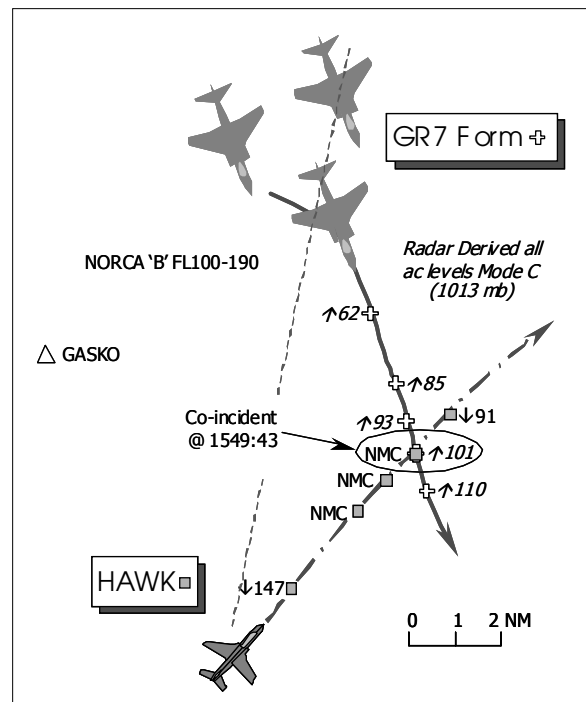 GR7 Form
NORCA 'B' FL100-190
Radar Derived all
ac levels Mode C
(1013 mb)
↑62
GASKO
↑85
↑93
↓91
Co-incident
@ 1549:43
NMC
↑101
NMC
↑110
NMC
HAWK
↓147
0 1 2 NM